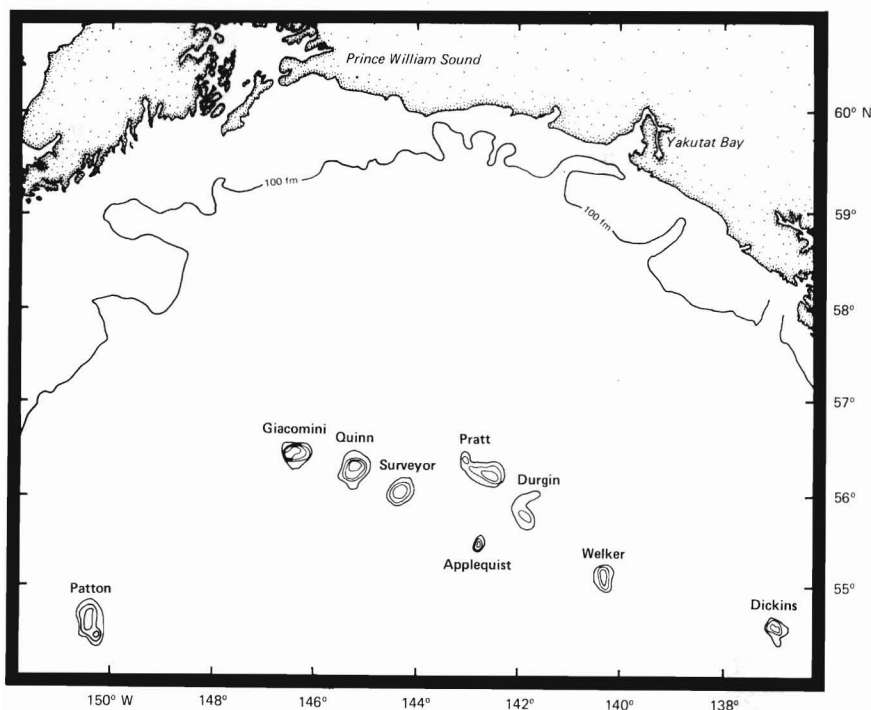 Prince William Sound
60° N
Yakutat Bay
100 fm
59°
100 fm
58°
57°
Giacomini
Quinn
Pratt
Surveyor
Durgin
56°
Applequist
Welker
55°
Patton
Dickins
150° W
148°
146°
144°
142°
140°
138°